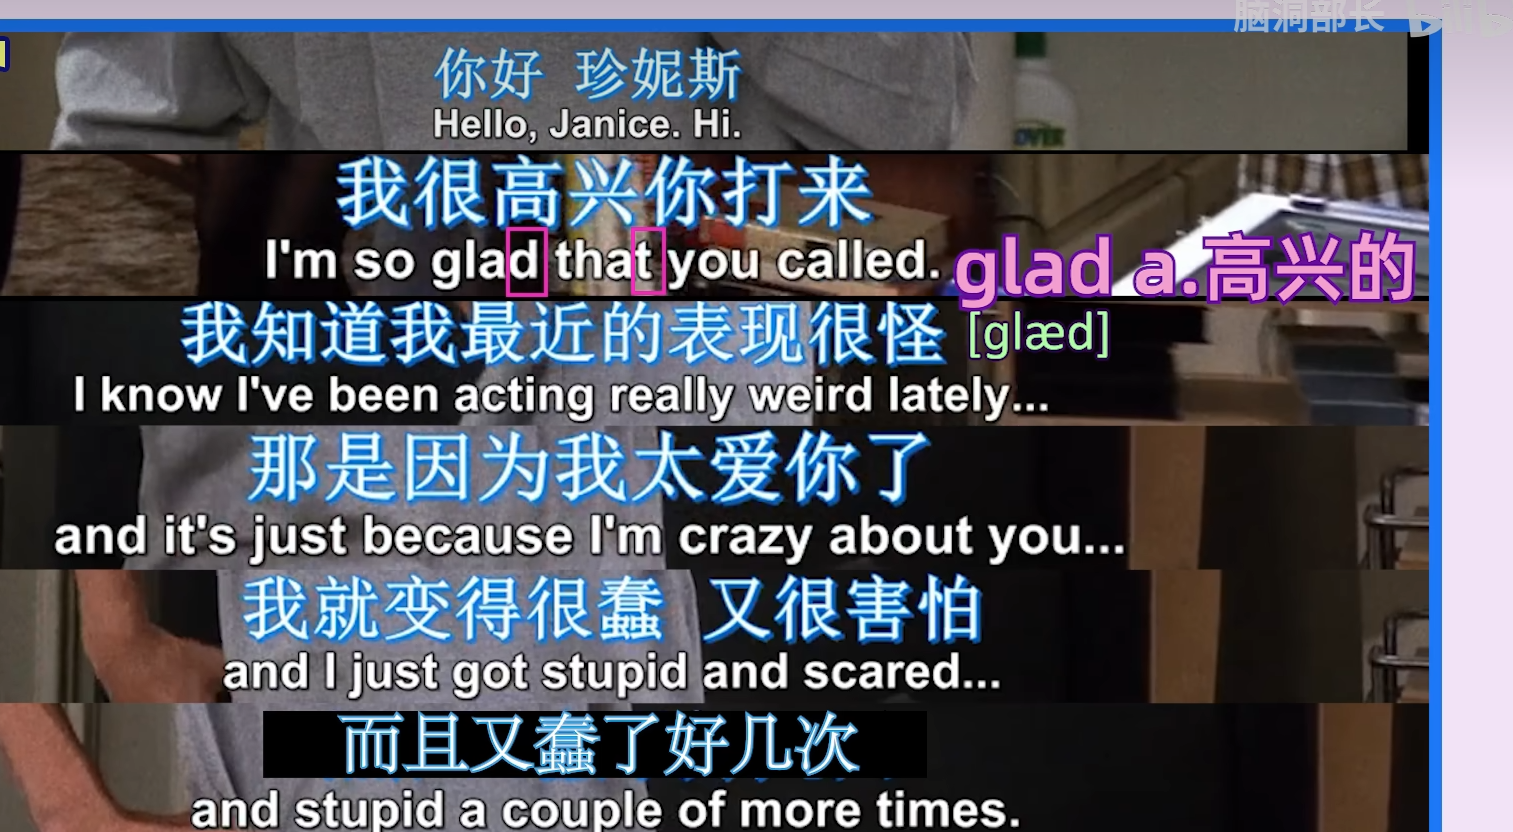 脑洞部长 bilibili
你好 珍妮斯
Hello, Janice. Hi.
我很高兴你打来
I'm so glad that you called.
glad a.高兴的
[glæd]
我知道我最近的表现很怪
I know I've been acting really weird lately...
那是因为我太爱你了
and it's just because I'm crazy about you...
我就变得很蠢 又很害怕
and I just got stupid and scared...
而且又蠢了好几次
and stupid a couple of more times.